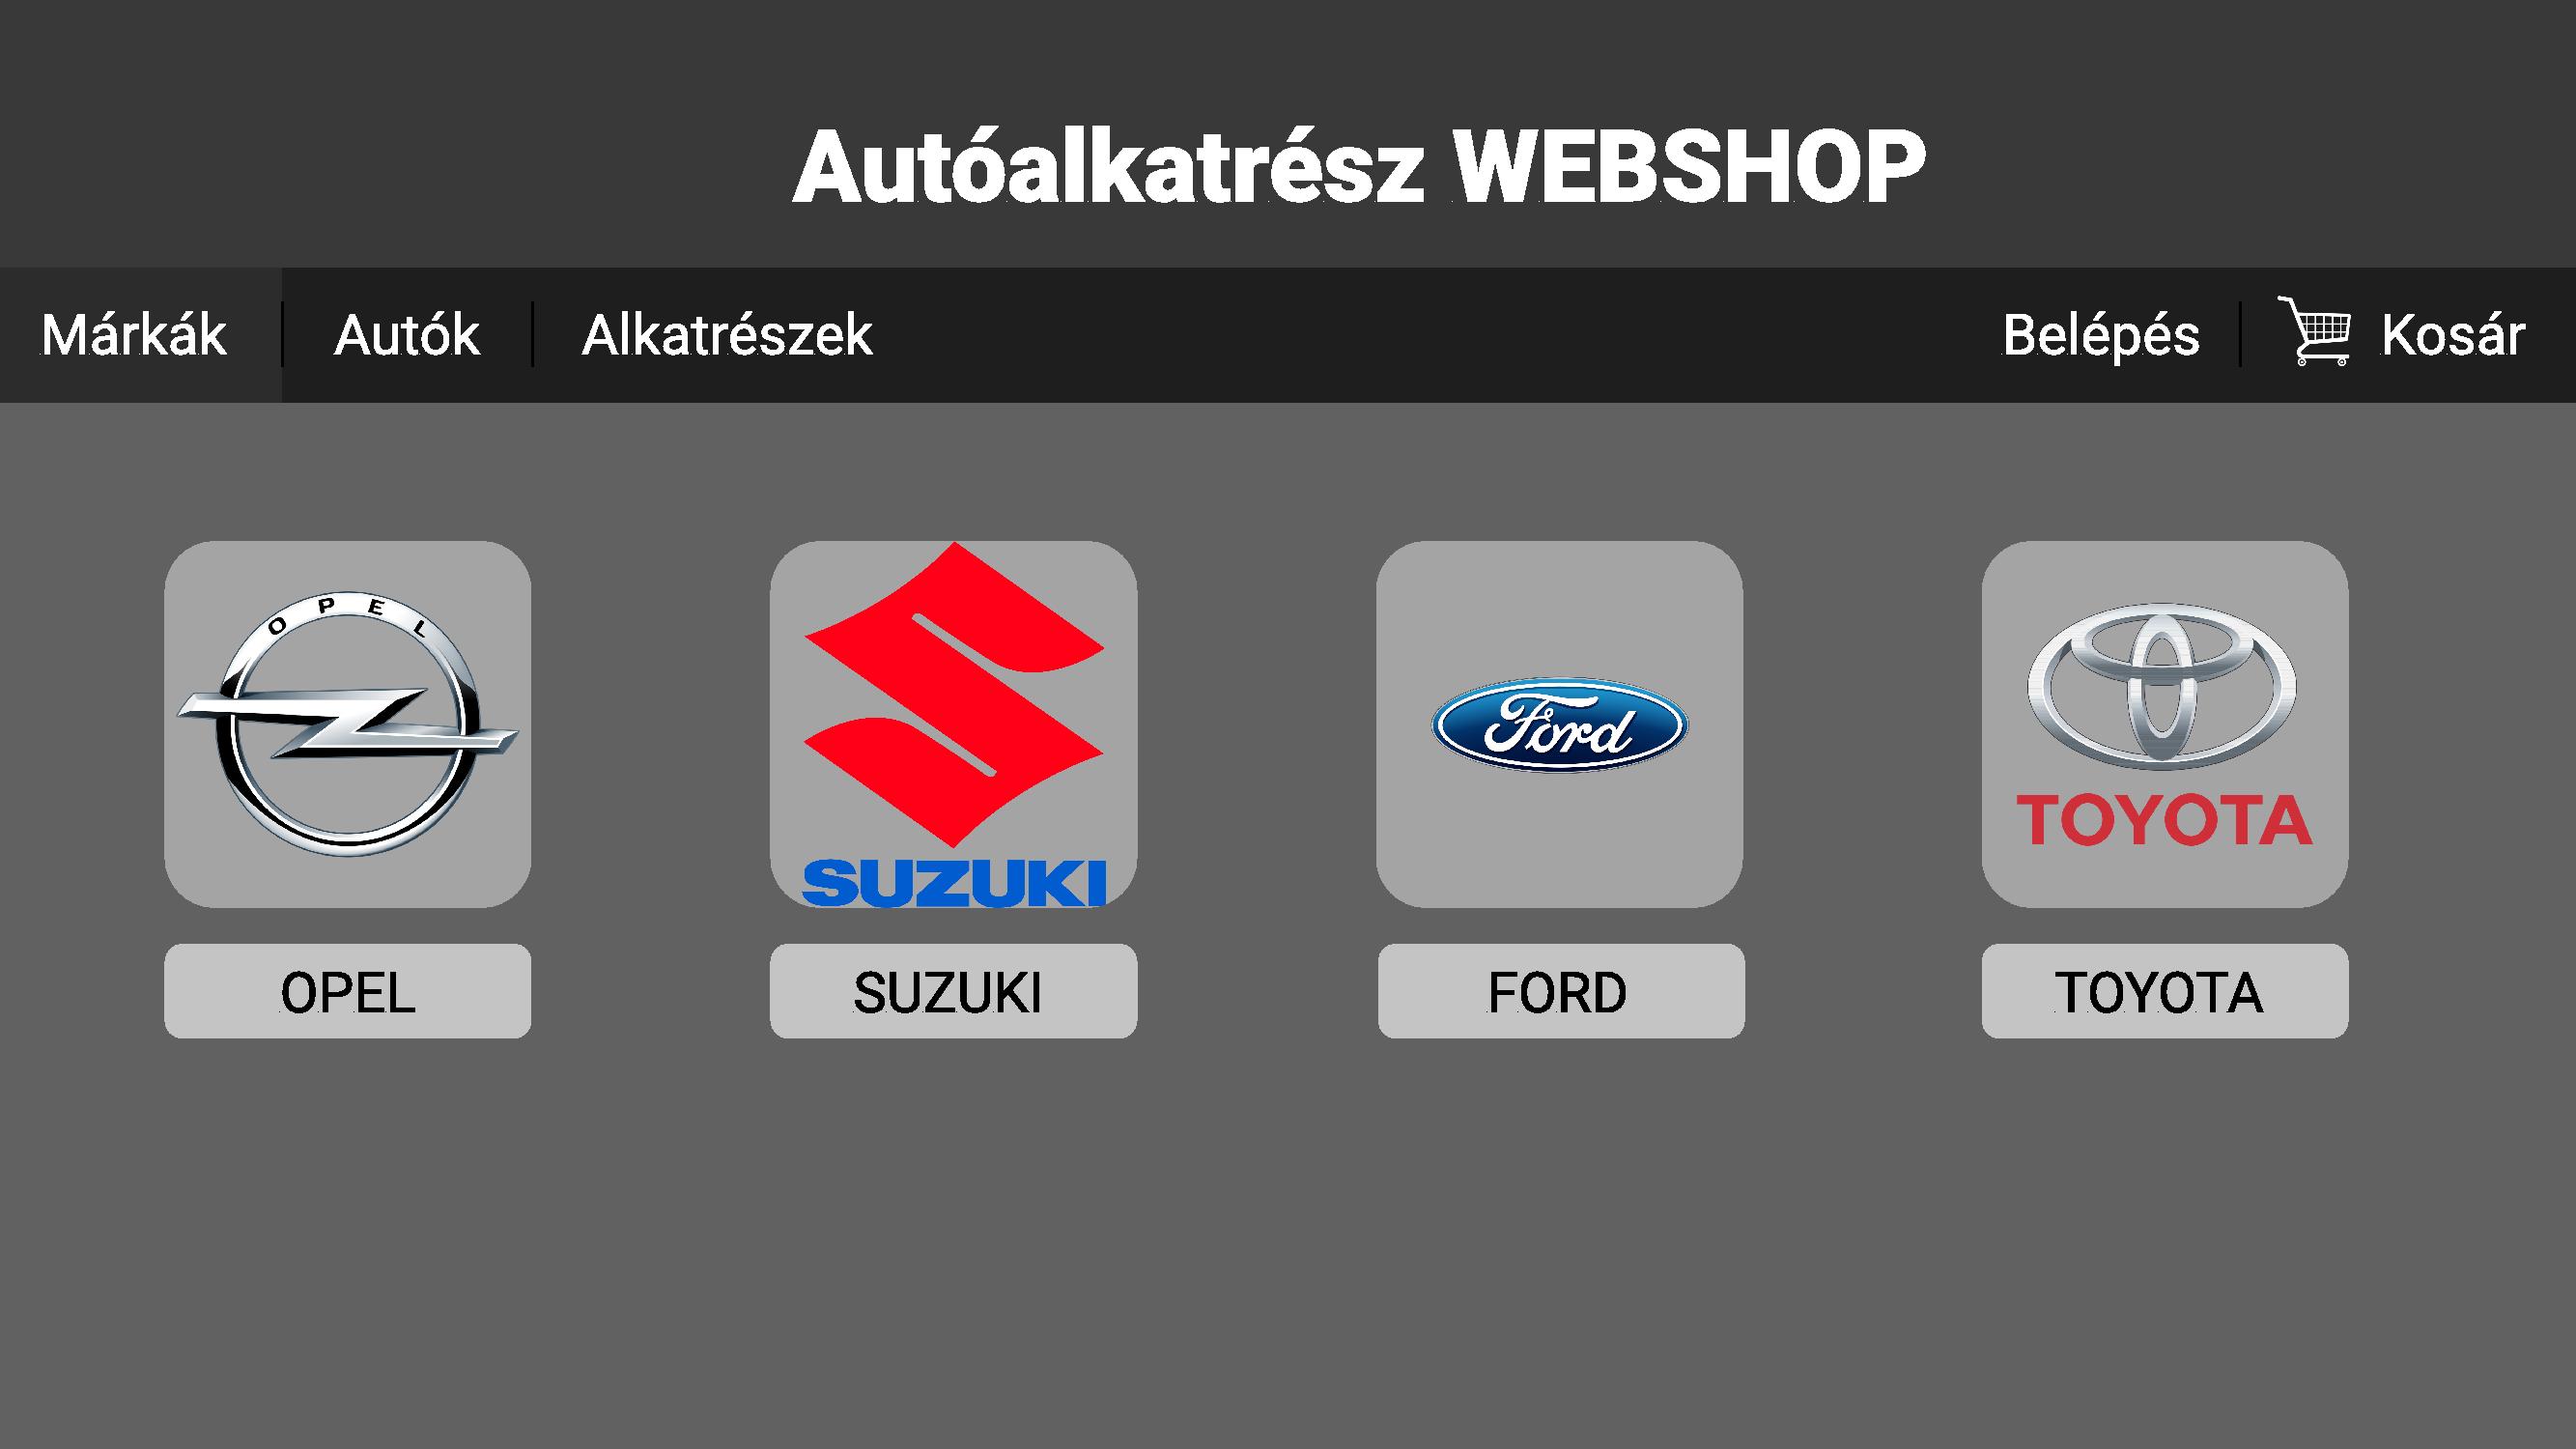 Autóalkatrész WEBSHOP
Márkák Autók Alkatrészek Belépés Kosár
OPEL SUZUKI Ford TOYOTA
OPEL SUZUKI FORD TOYOTA